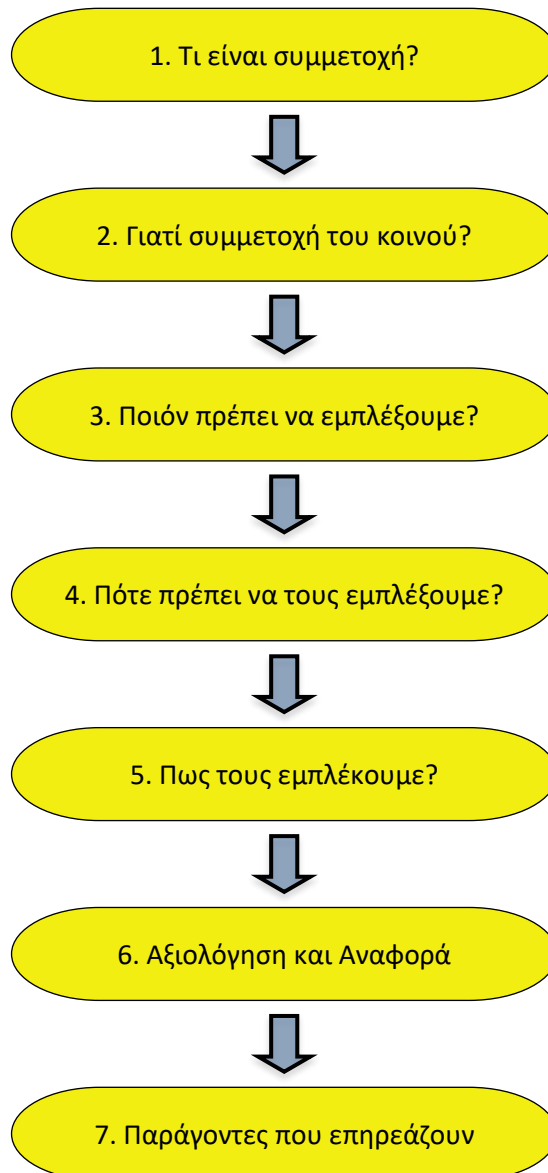 1. Τι είναι συμμετοχή?
2. Γιατί συμμετοχή του κοινού?
3. Ποιόν πρέπει να εμπλέξουμε?
4. Πότε πρέπει να τους εμπλέξουμε?
5. Πως τους εμπλέκουμε?
6. Αξιολόγηση και Αναφορά
7. Παράγοντες που επηρεάζουν